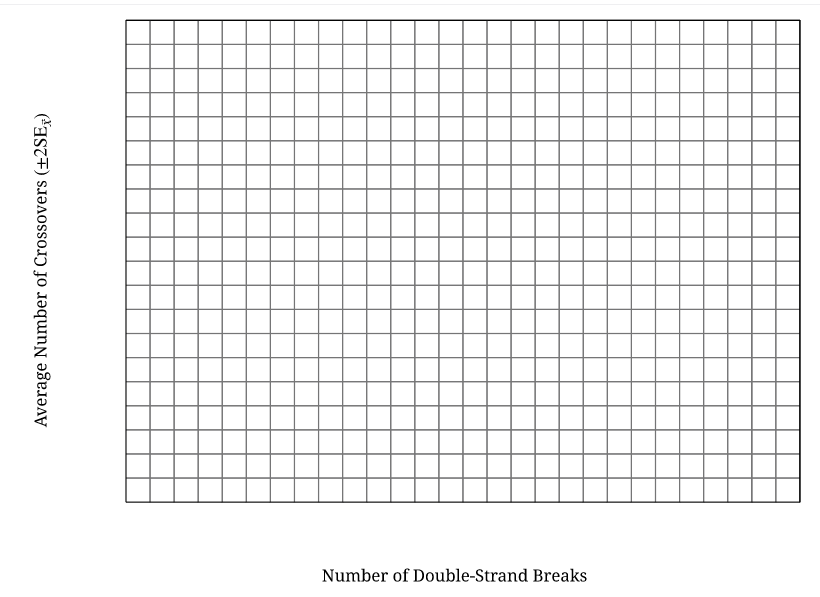 Average Number of Crossovers (±2SEx̄)
Number of Double-Strand Breaks